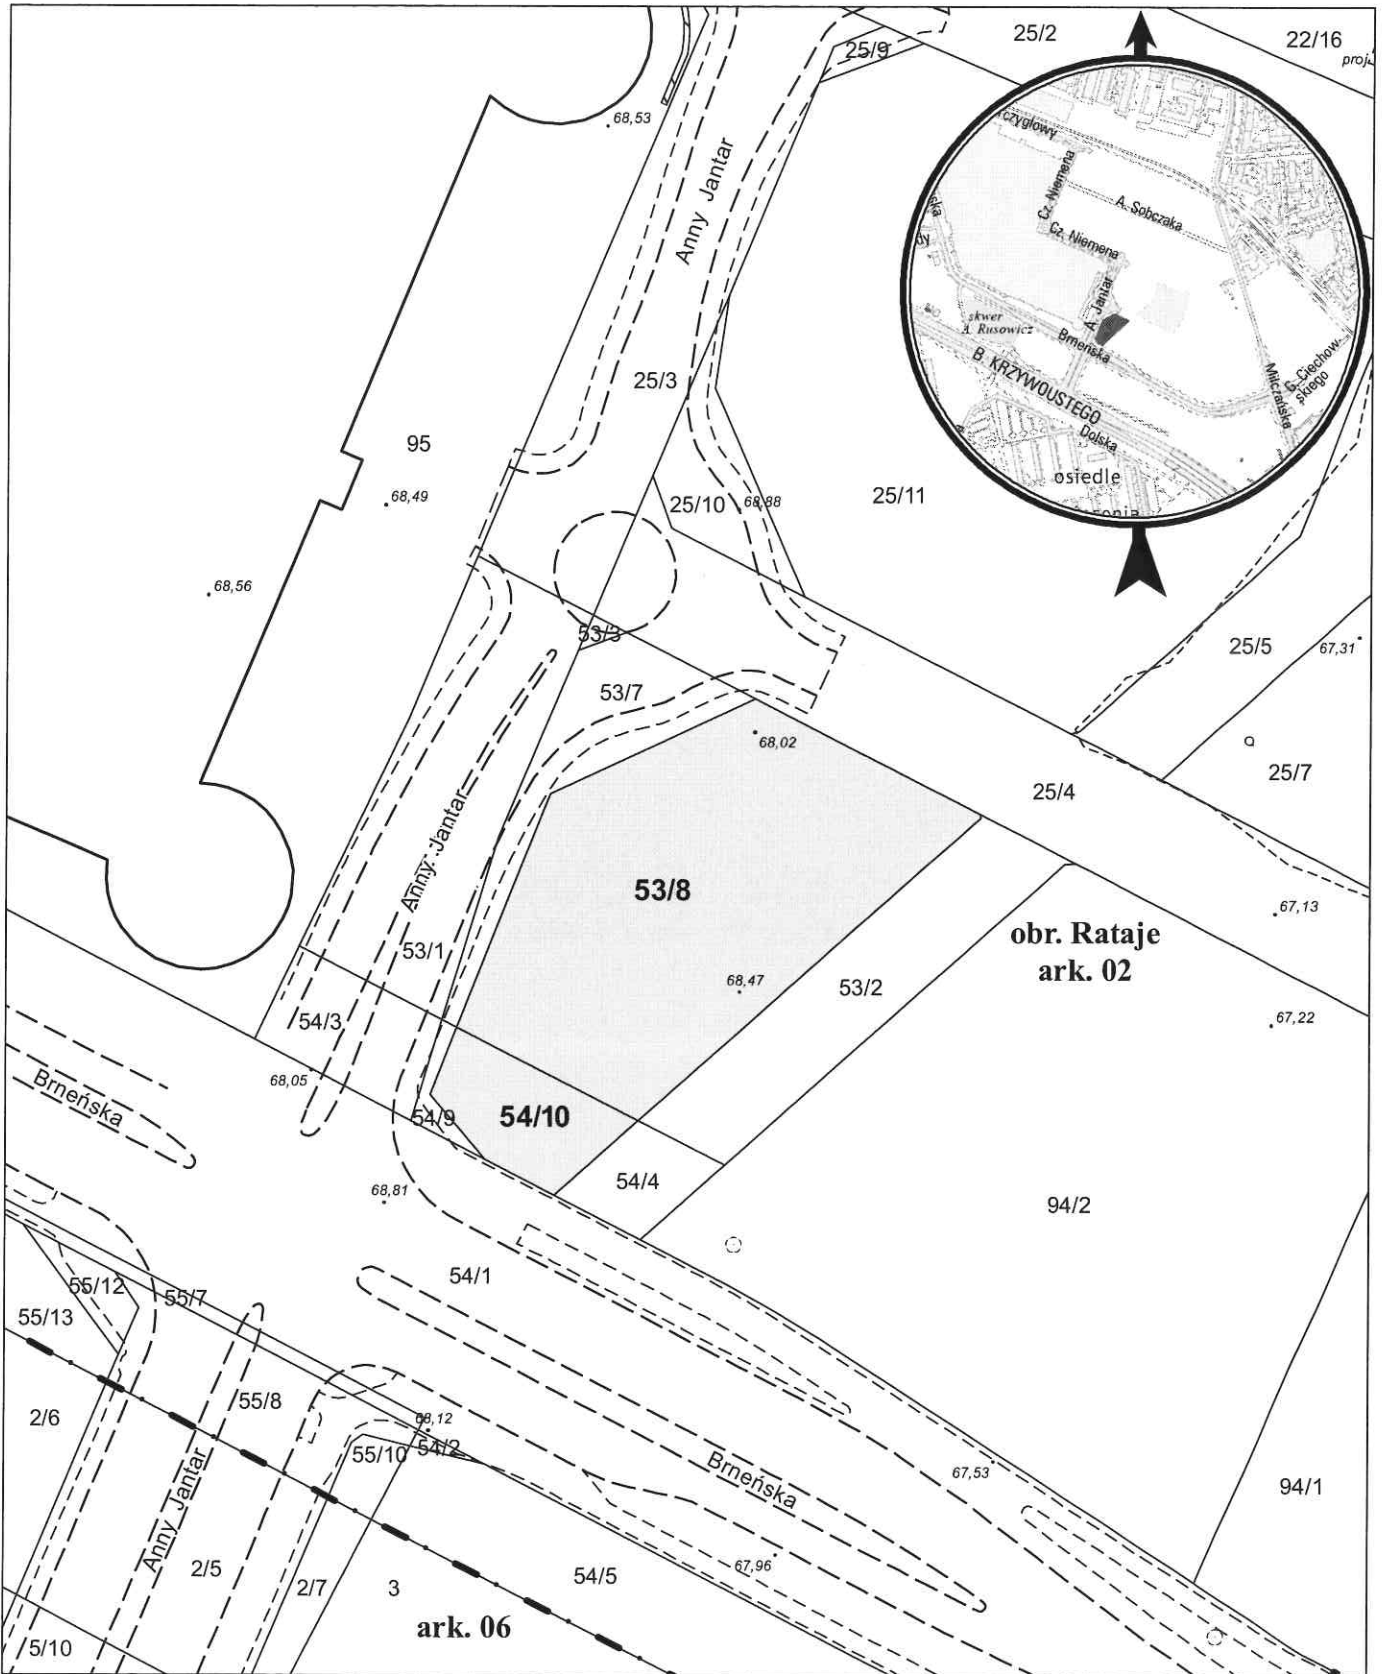 25/2
22/16
proj.
25/9
68,53
Anny Jantar
Cz. Niemena
A. Sobczaka
Cz. Niemena
A. Jantar
skwer
A. Rusowicz
Brneńska
B. KRZYWOUSTEGO
G. Ciechow-
skiego
Milczańska
Dolska
osiedle
25/3
95
68,49
25/10
68,88
25/11
68,56
53/3
25/5
67,31
53/7
68,02
25/7
25/4
Anny Jantar
53/8
67,13
obr. Rataje
ark. 02
53/1
68,47
53/2
54/3
67,22
68,05
Brneńska
54/9
54/10
54/4
68,81
94/2
54/1
55/12
55/7
55/13
55/8
2/6
68,12
55/10
54/2
Brneńska
67,53
94/1
Anny Jantar
2/5
2/7
3
67,96
54/5
ark. 06
5/10